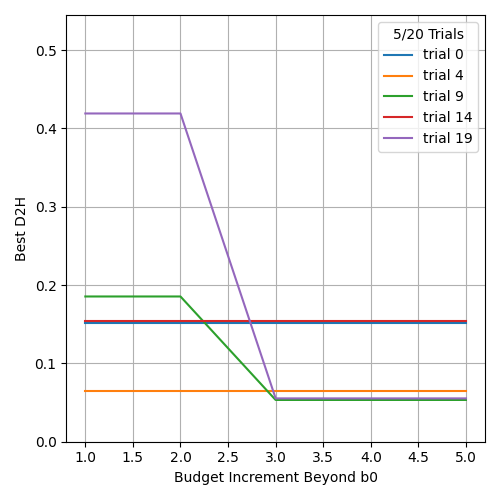 5/20 Trials
trial 0
trial 4
trial 9
trial 14
trial 19
Best D2H
0.5
0.4
0.3
0.2
0.1
0.0
1.0 1.5 2.0 2.5 3.0 3.5 4.0 4.5 5.0
Budget Increment Beyond b0